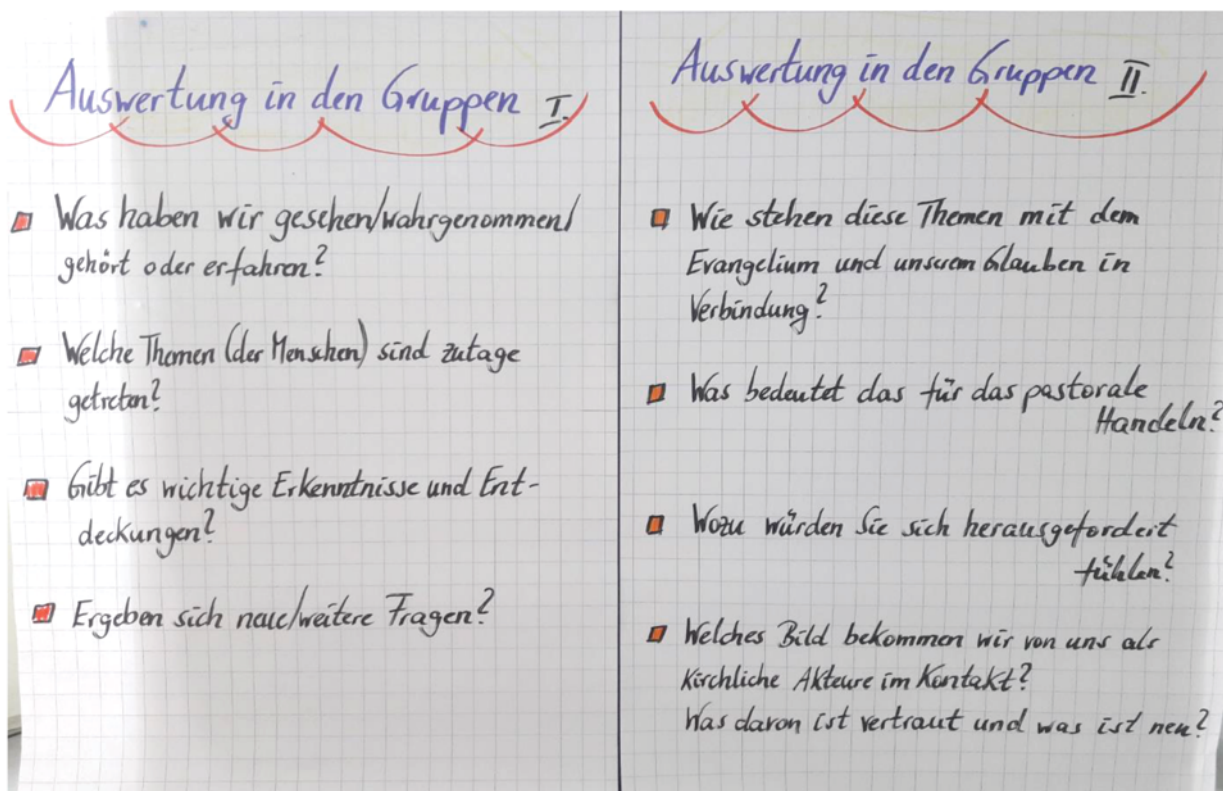 Auswertung in den Gruppen I.
Was haben wir gesehen/wahrgenommen/
gehört oder erfahren?
Welche Themen (der Menschen) sind zutage
getreten?
Gibt es wichtige Erkenntnisse und Ent-
deckungen?
Ergeben sich neue/weitere Fragen?
Auswertung in den Gruppen II.
Wie stehen diese Themen mit dem
Evangelium und unserem Glauben in
Verbindung?
Was bedeutet das für das pastorale
Handeln?
Wozu würden Sie sich herausgefordert
fühlen?
Welches Bild bekommen wir von uns als
kirchliche Akteure im Kontakt?
Was davon ist vertraut und was ist neu?